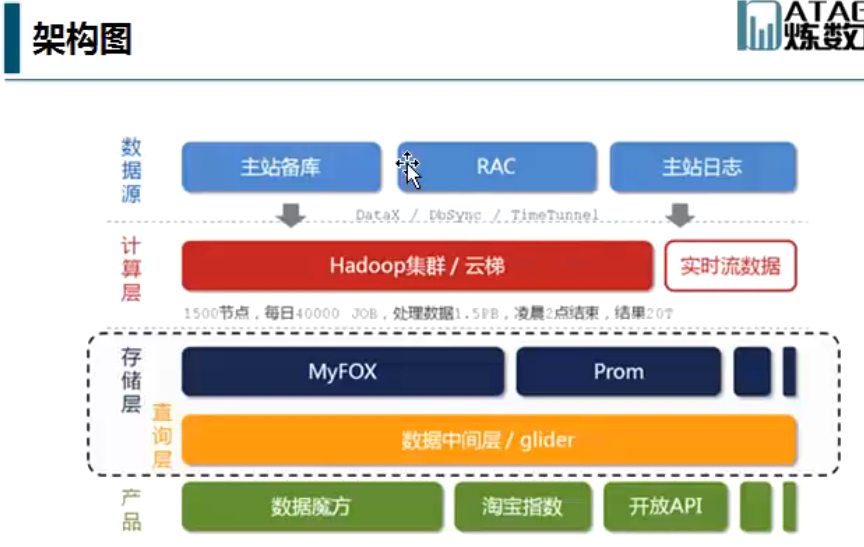 架构图
ATAG
炼数
数据源
主站备库
RAC
主站日志
DataX / DbSync / TimeTunnel
计算层
Hadoop集群 / 云梯
实时流数据
1500节点，每日40000 JOB，处理数据1.5PB，凌晨2点结束，结果20T
存储层
MyFOX
Prom
查询层
数据中间层 / glider
产品
数据魔方
淘宝指数
开放API